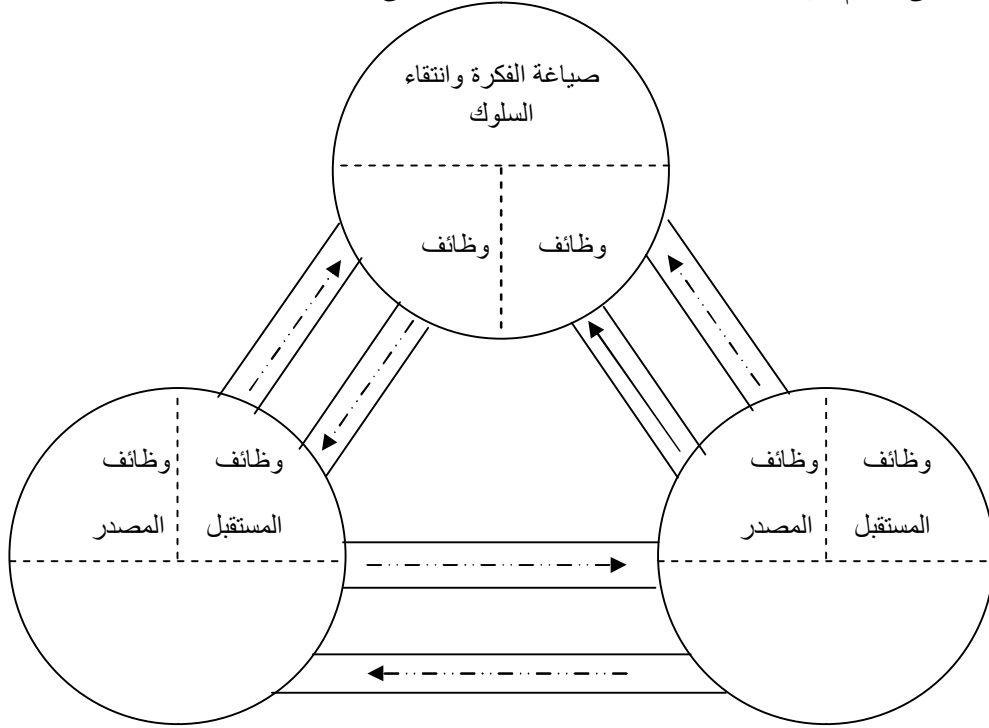 صياغة الفكرة وانتقاء
السلوك
وظائف وظائف
وظائف وظائف
المستقبل المصدر
وظائف وظائف
المستقبل المصدر